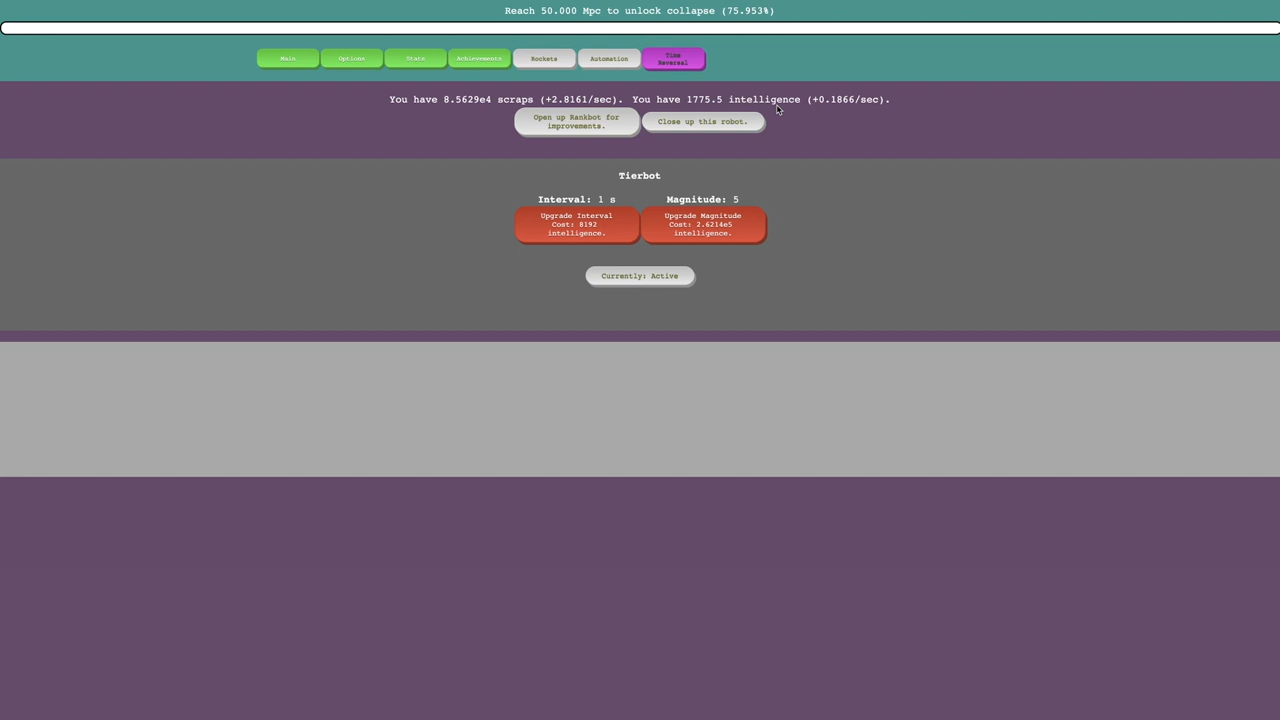 Reach 50.000 Mpc to unlock collapse (75.953%)
Main
Options
Stats
Achievements
Rockets
Automation
Time
Reversal
You have 8.5629e4 scraps (+2.8161/sec). You have 1775.5 intelligence (+0.1866/sec).
Open up Rankbot for
improvements.
Close up this robot.
Tierbot
Interval: 1 s
Magnitude: 5
Upgrade Interval
Cost: 8192
intelligence.
Upgrade Magnitude
Cost: 2.6214e5
intelligence.
Currently: Active